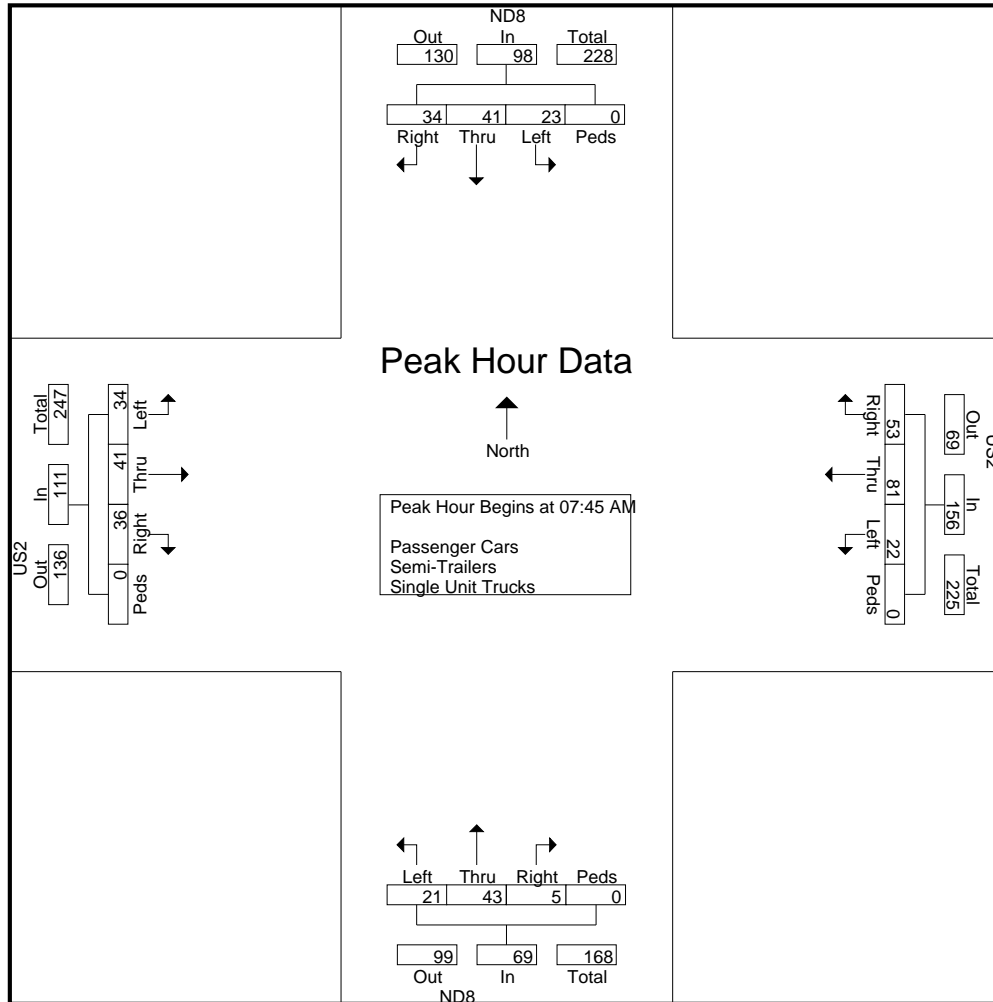 ND8
Out In Total
130 98 228
34 41 23 0
Right Thru Left Peds
Peak Hour Data
North
Peak Hour Begins at 07:45 AM
Passenger Cars
Semi-Trailers
Single Unit Trucks
US2
Total In Out
247 111 136
34 41 36 0
Left Thru Right Peds
US2
Out In Total
69 156 225
53 81 22 0
Right Thru Left Peds
Left Thru Right Peds
21 43 5 0
99 69 168
Out In Total
ND8